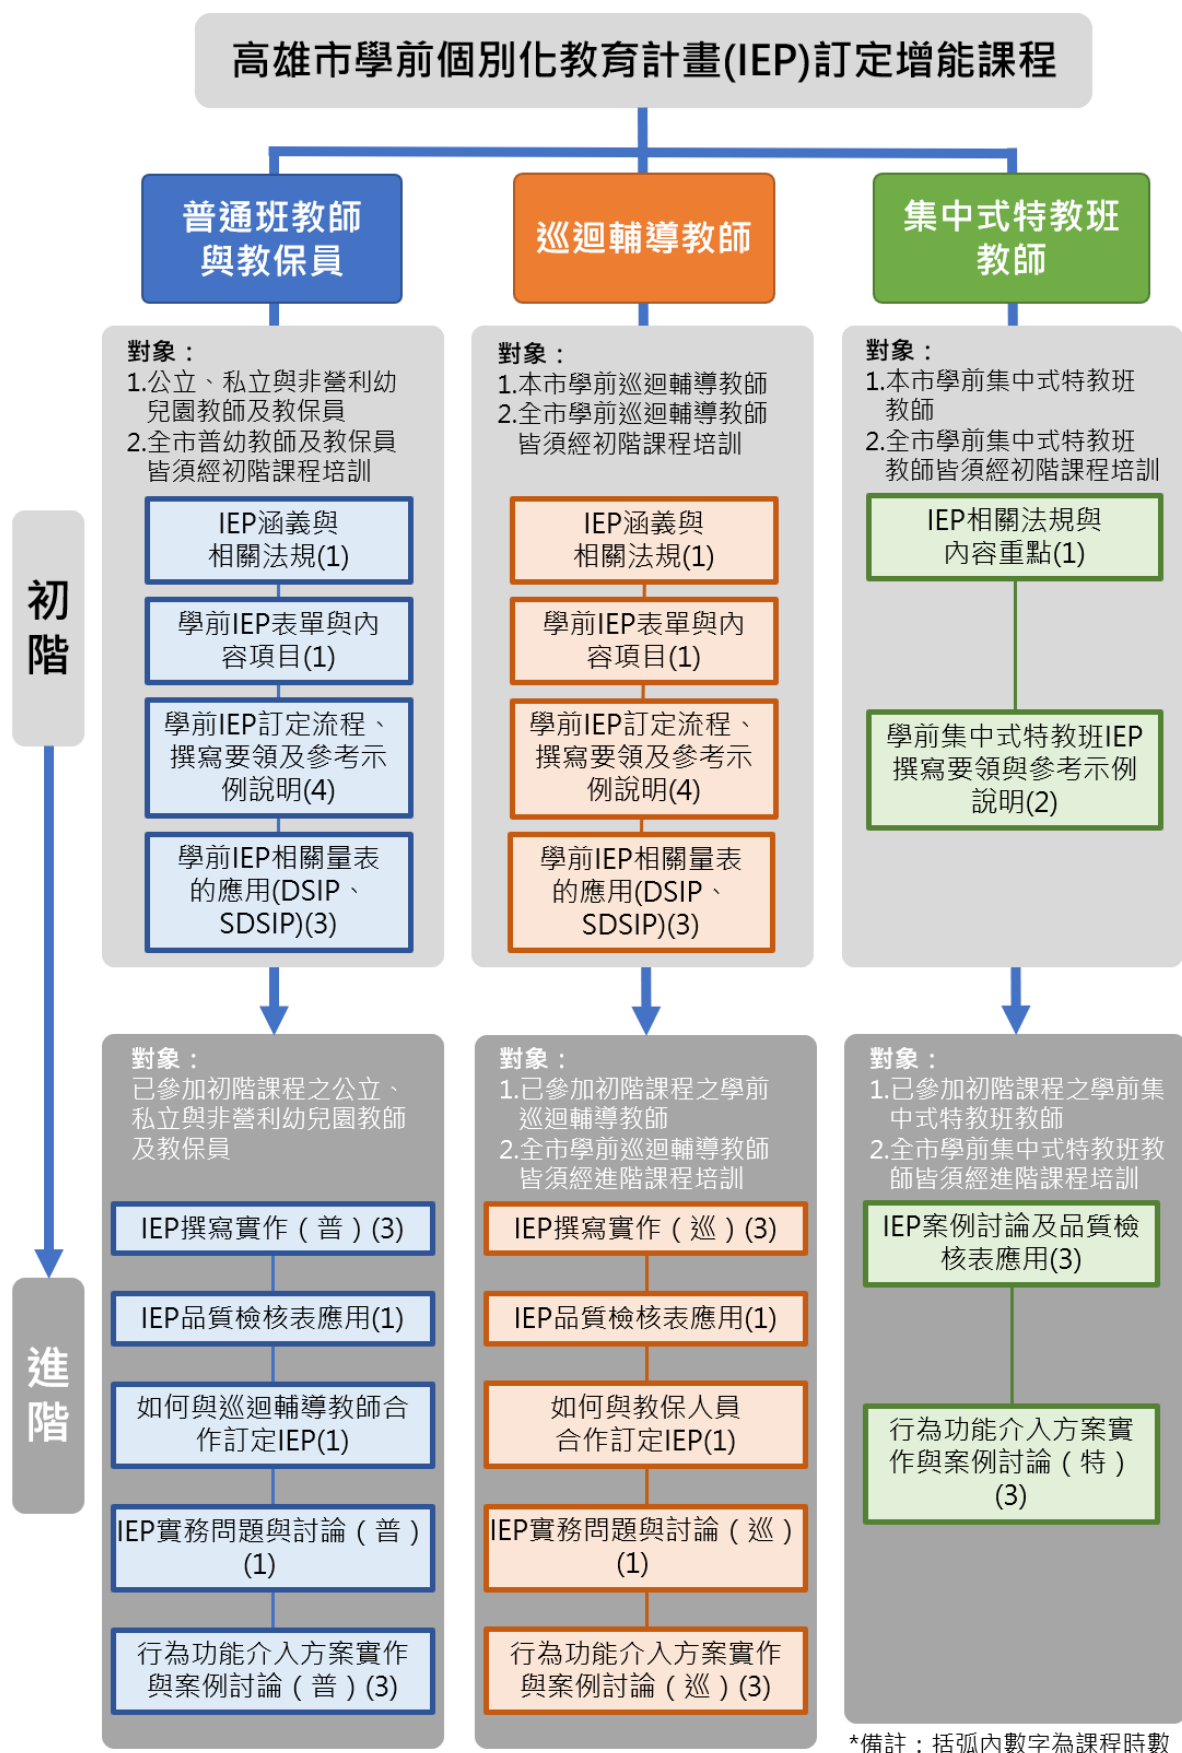 高雄市學前個別化教育計畫(IEP)訂定增能課程
普通班教師
與教保員
巡迴輔導教師
集中式特教班
教師
對象：
1.公立、私立與非營利幼
兒園教師及教保員
2.全市普幼教師及教保員
皆須經初階課程培訓
對象：
1.本市學前巡迴輔導教師
2.全市學前巡迴輔導教師
皆須經初階課程培訓
對象：
1.本市學前集中式特教班
教師
2.全市學前集中式特教班
教師皆須經初階課程培訓
初
階
IEP涵義與
相關法規(1)
學前IEP表單與內
容項目(1)
學前IEP訂定流程、
撰寫要領及參考示
例說明(4)
學前IEP相關量表
的應用(DSIP、
SDSIP)(3)
IEP涵義與
相關法規(1)
學前IEP表單與內
容項目(1)
學前IEP訂定流程、
撰寫要領及參考示
例說明(4)
學前IEP相關量表
的應用(DSIP、
SDSIP)(3)
IEP相關法規與
內容重點(1)
學前集中式特教班IEP
撰寫要領與參考示例
說明(2)
對象：
已參加初階課程之公立、
私立與非營利幼兒園教師
及教保員
對象：
1.已參加初階課程之學前
巡迴輔導教師
2.全市學前巡迴輔導教師
皆須經進階課程培訓
對象：
1.已參加初階課程之學前集
中式特教班教師
2.全市學前集中式特教班教
師皆須經進階課程培訓
進
階
IEP撰寫實作（普）(3)
IEP品質檢核表應用(1)
如何與巡迴輔導教師合
作訂定IEP(1)
IEP實務問題與討論（普）
(1)
行為功能介入方案實作
與案例討論（普）(3)
IEP撰寫實作（巡）(3)
IEP品質檢核表應用(1)
如何與教保人員
合作訂定IEP(1)
IEP實務問題與討論（巡）
(1)
行為功能介入方案實作
與案例討論（巡）(3)
IEP案例討論及品質檢
核表應用(3)
行為功能介入方案實
作與案例討論（特）
(3)
*備註：括弧內數字為課程時數